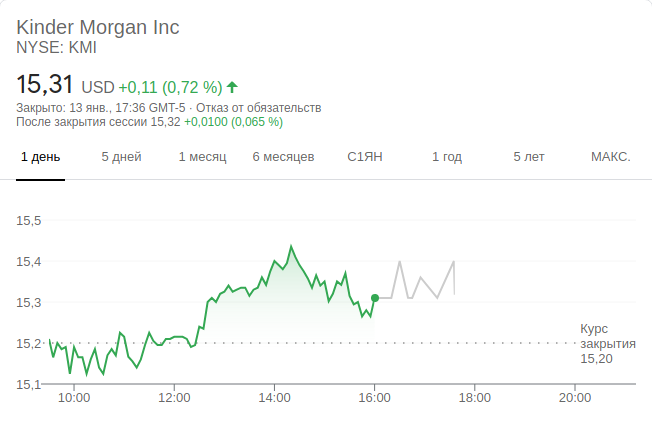 Kinder Morgan Inc
NYSE: KMI
15,31 USD +0,11 (0,72 %)
Закрыто: 13 янв., 17:36 GMT-5 · Отказ от обязательств
После закрытия сессии 15,32 +0,0100 (0,065 %)
1 день 5 дней 1 месяц 6 месяцев С1ЯН 1 год 5 лет МАКС.
15,5
15,4
15,3
15,2
Курс
закрытия
15,20
15,1
10:00 12:00 14:00 16:00 18:00 20:00